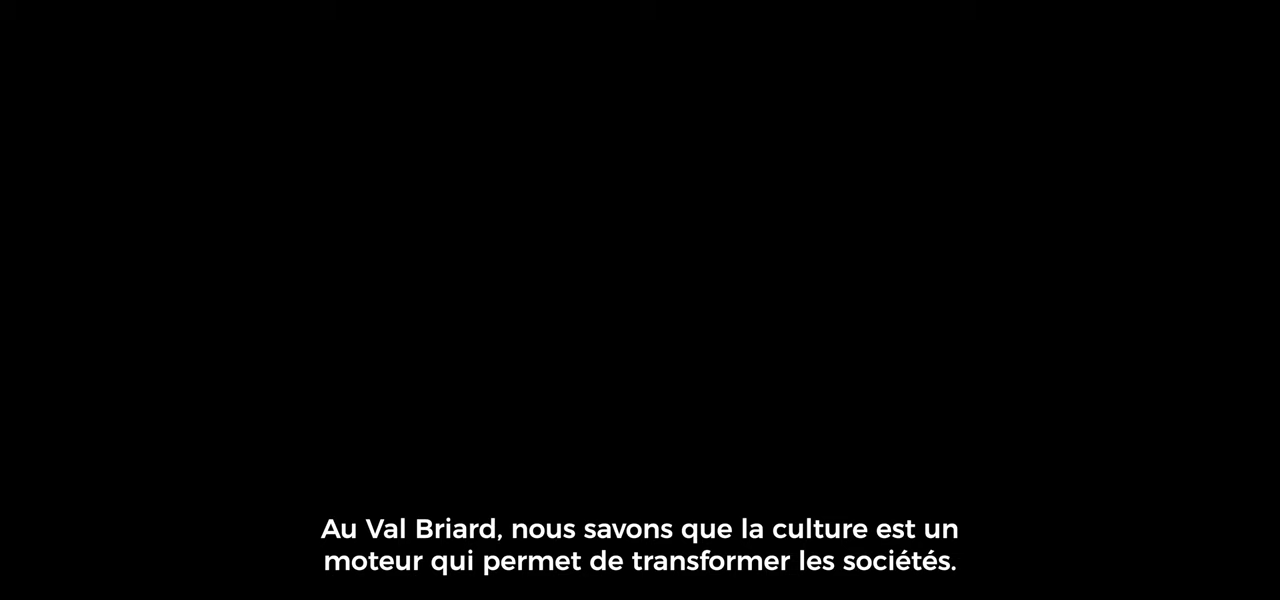 Au Val Briard, nous savons que la culture est un
moteur qui permet de transformer les sociétés.